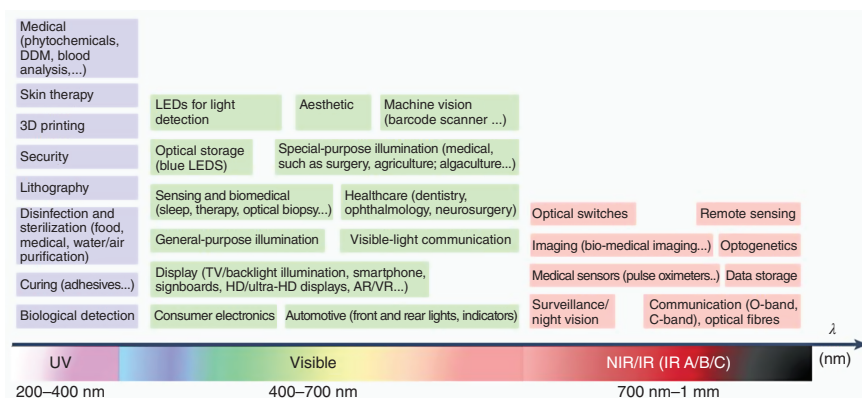 Medical
(phytochemicals,
DDM, blood
analysis,...)
Skin therapy
3D printing
Security
Lithography
Disinfection and
sterilization (food,
medical, water/air
purification)
Curing (adhesives...)
Biological detection
LEDs for light
detection
Aesthetic
Machine vision
(barcode scanner ...)
Optical storage
(blue LEDS)
Special-purpose illumination (medical,
such as surgery, agriculture; algaculture...)
Sensing and biomedical
(sleep, therapy, optical biopsy...)
Healthcare (dentistry,
ophthalmology, neurosurgery)
General-purpose illumination
Visible-light communication
Display (TV/backlight illumination, smartphone,
signboards, HD/ultra-HD displays, AR/VR...)
Consumer electronics
Automotive (front and rear lights, indicators)
Optical switches
Remote sensing
Imaging (bio-medical imaging...)
Optogenetics
Medical sensors (pulse oximeters..)
Data storage
Surveillance/
night vision
Communication (O-band,
C-band), optical fibres
λ
(nm)
UV
Visible
NIR/IR (IR A/B/C)
200–400 nm
400–700 nm
700 nm–1 mm